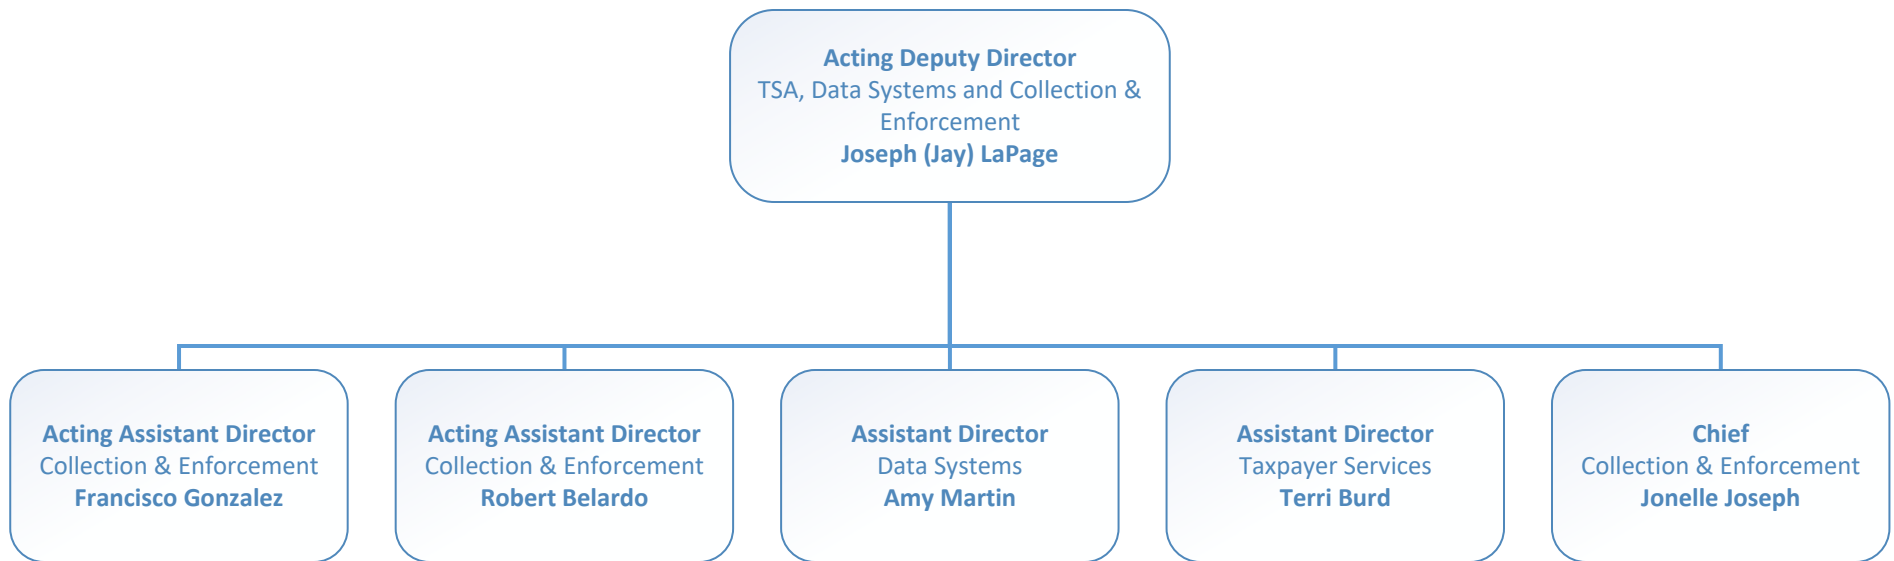 Acting Deputy Director
TSA, Data Systems and Collection &
Enforcement
Joseph (Jay) LaPage
Acting Assistant Director
Collection & Enforcement
Francisco Gonzalez
Acting Assistant Director
Collection & Enforcement
Robert Belardo
Assistant Director
Data Systems
Amy Martin
Assistant Director
Taxpayer Services
Terri Burd
Chief
Collection & Enforcement
Jonelle Joseph